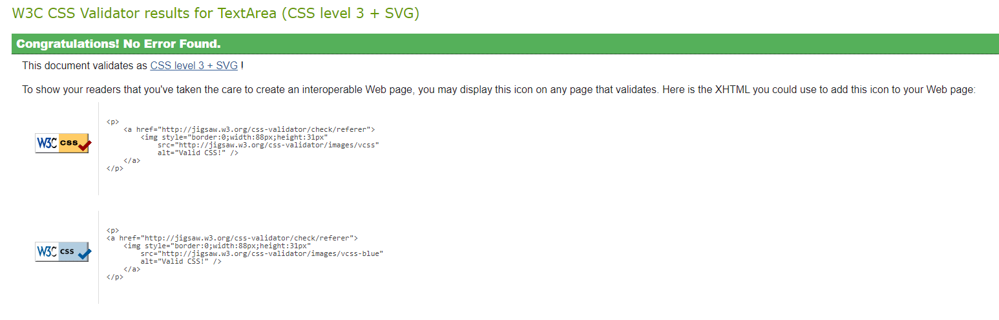 W3C CSS Validator results for TextArea (CSS level 3 + SVG)
Congratulations! No Error Found.
This document validates as CSS level 3 + SVG !
To show your readers that you've taken the care to create an interoperable Web page, you may display this icon on any page that validates. Here is the XHTML you could use to add this icon to your Web page:
W3C css
<p>
<a href="http://jigsaw.w3.org/css-validator/check/referer">
<img style="border:0;width:88px;height:31px"
src="http://jigsaw.w3.org/css-validator/images/vcss"
alt="Valid CSS!" />
</a>
</p>
W3C css
<p>
<a href="http://jigsaw.w3.org/css-validator/check/referer">
<img style="border:0;width:88px;height:31px"
src="http://jigsaw.w3.org/css-validator/images/vcss-blue"
alt="Valid CSS!" />
</a>
</p>